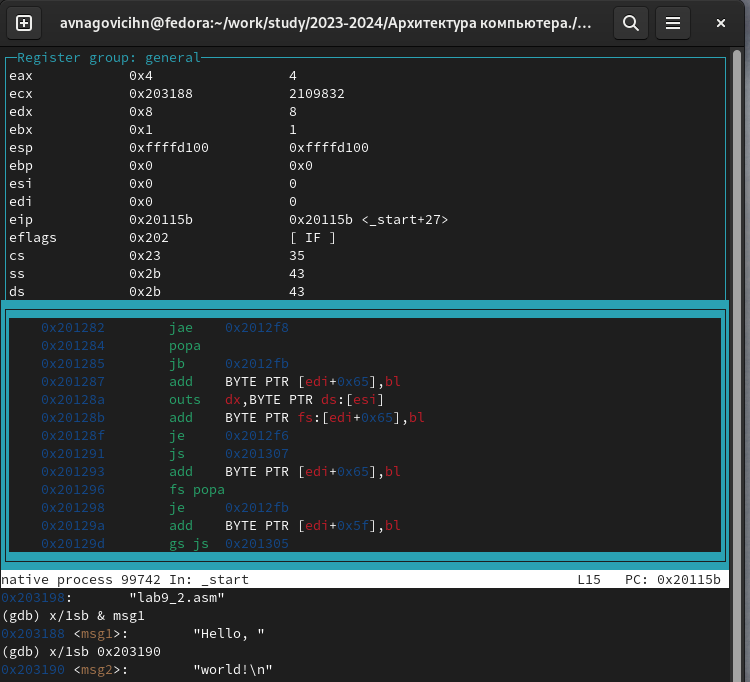 avnagovicihn@fedora:~/work/study/2023-2024/Архитектура компьютера./…
Register group: general
eax 0x4 4
ecx 0x203188 2109832
edx 0x8 8
ebx 0x1 1
esp 0xffffd100 0xffffd100
ebp 0x0 0x0
esi 0x0 0
edi 0x0 0
eip 0x20115b 0x20115b <_start+27>
eflags 0x202 [ IF ]
cs 0x23 35
ss 0x2b 43
ds 0x2b 43
0x201282 jae 0x2012f8
0x201284 popa
0x201285 jb 0x2012fb
0x201287 add BYTE PTR [edi+0x65],bl
0x20128a outs dx,BYTE PTR ds:[esi]
0x20128b add BYTE PTR fs:[edi+0x65],bl
0x20128f je 0x2012f6
0x201291 js 0x201307
0x201293 add BYTE PTR [edi+0x65],bl
0x201296 fs popa
0x201298 je 0x2012fb
0x20129a add BYTE PTR [edi+0x5f],bl
0x20129d gs js 0x201305
native process 99742 In: _start L15 PC: 0x20115b
0x203198: "lab9_2.asm"
(gdb) x/1sb & msg1
0x203188 <msg1>: "Hello, "
(gdb) x/1sb 0x203190
0x203190 <msg2>: "world!\n"